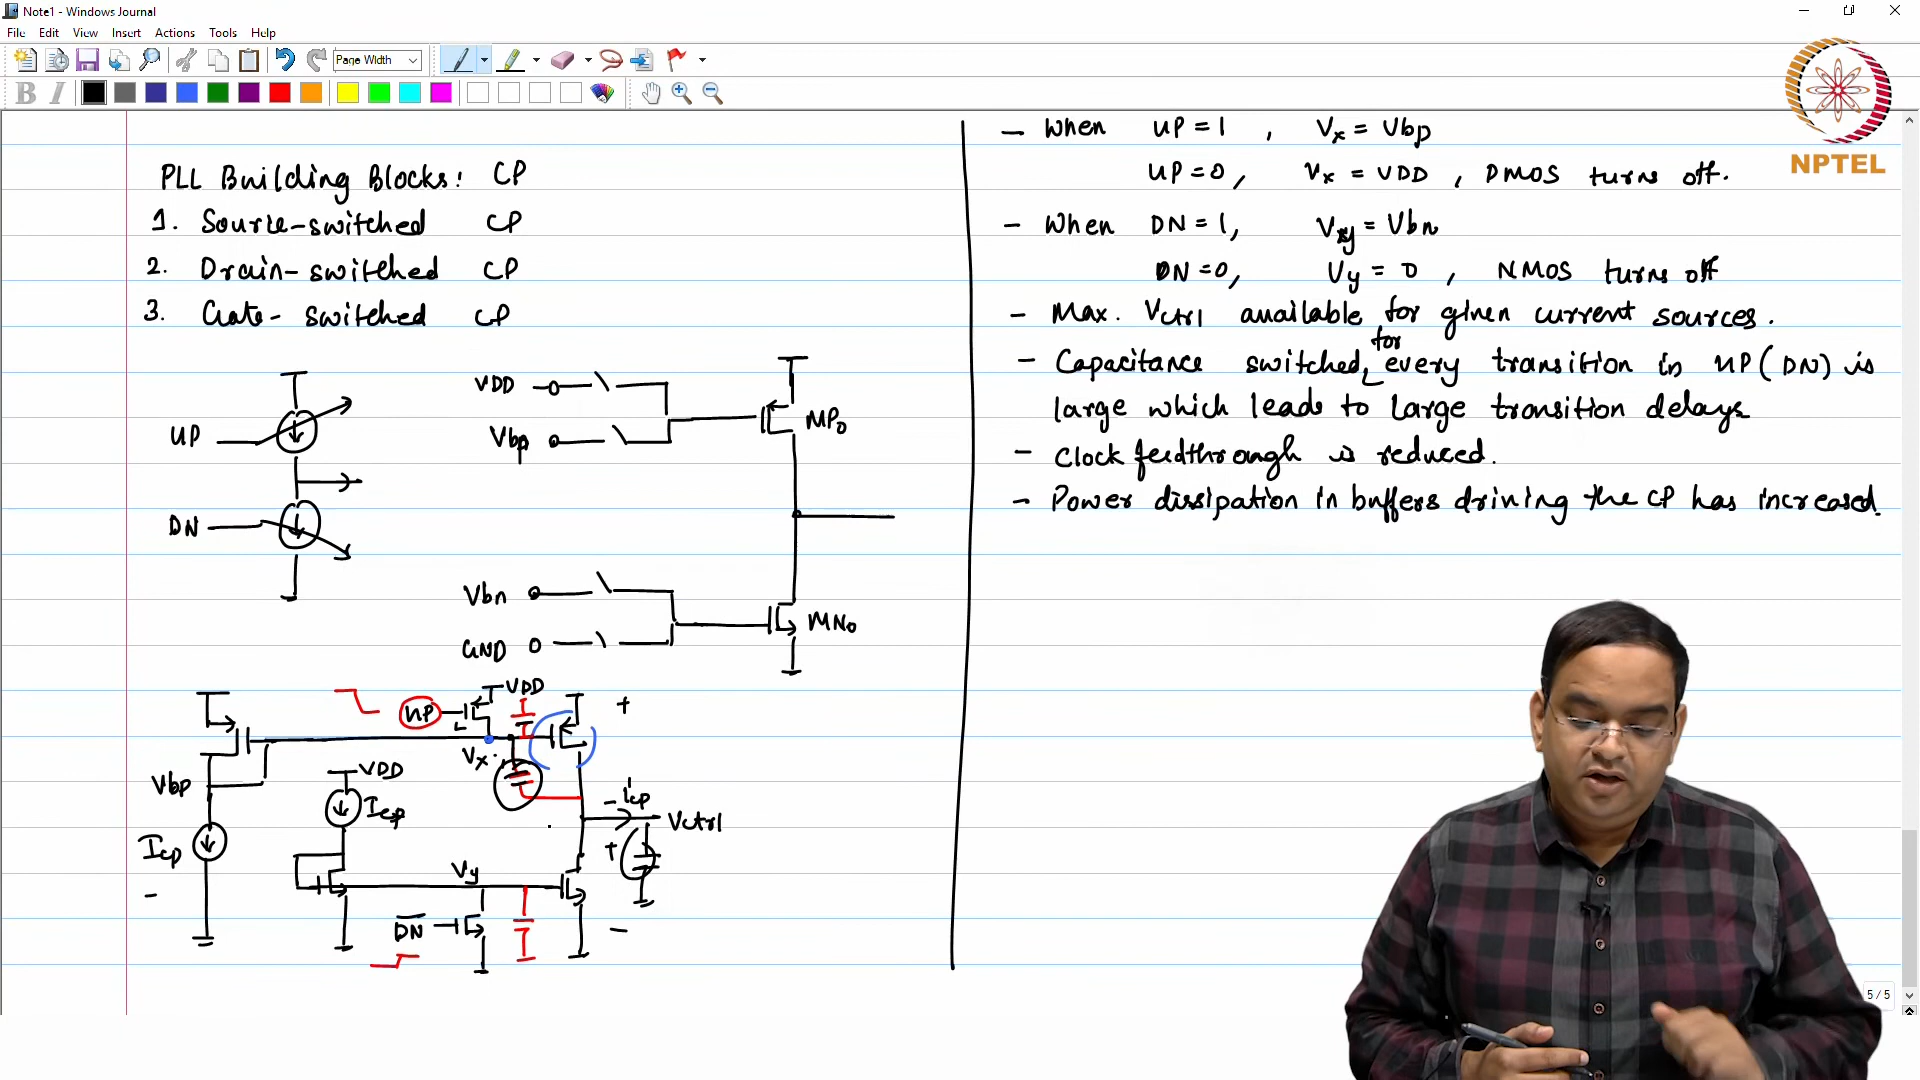 Note1 - Windows Journal
File Edit View Insert Actions Tools Help
Page Width
B I
NPTEL
PLL Building Blocks: CP
1. Source-switched CP
2. Drain-switched CP
3. Gate-switched CP
UP
DN
VDD
Vbp
MP0
Vbn
GND
MN0
UP
VDD
Vx
Vbp
VDD
Icp
Icp
+
-
Icp
Vctrl
+
-
Vy
DN
-
- When UP = 1 , Vx = Vbp
UP = 0, Vx = VDD , PMOS turns off.
- When DN = 1, Vy = Vbn
DN = 0, Vy = 0 , NMOS turns off
- Max. Vctrl available for given current sources.
- Capacitance switched for every transition in UP (DN) is
large which leads to large transition delays
- Clock feedthrough is reduced.
- Power dissipation in buffers driving the CP has increased.
5 / 5